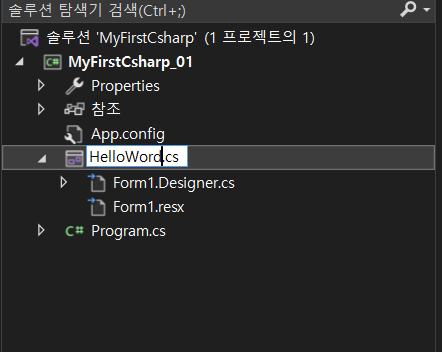 솔루션 탐색기 검색(Ctrl+;)
솔루션 'MyFirstCsharp' (1 프로젝트의 1)
C# MyFirstCsharp_01
Properties
참조
App.config
HelloWord.cs
Form1.Designer.cs
Form1.resx
C# Program.cs